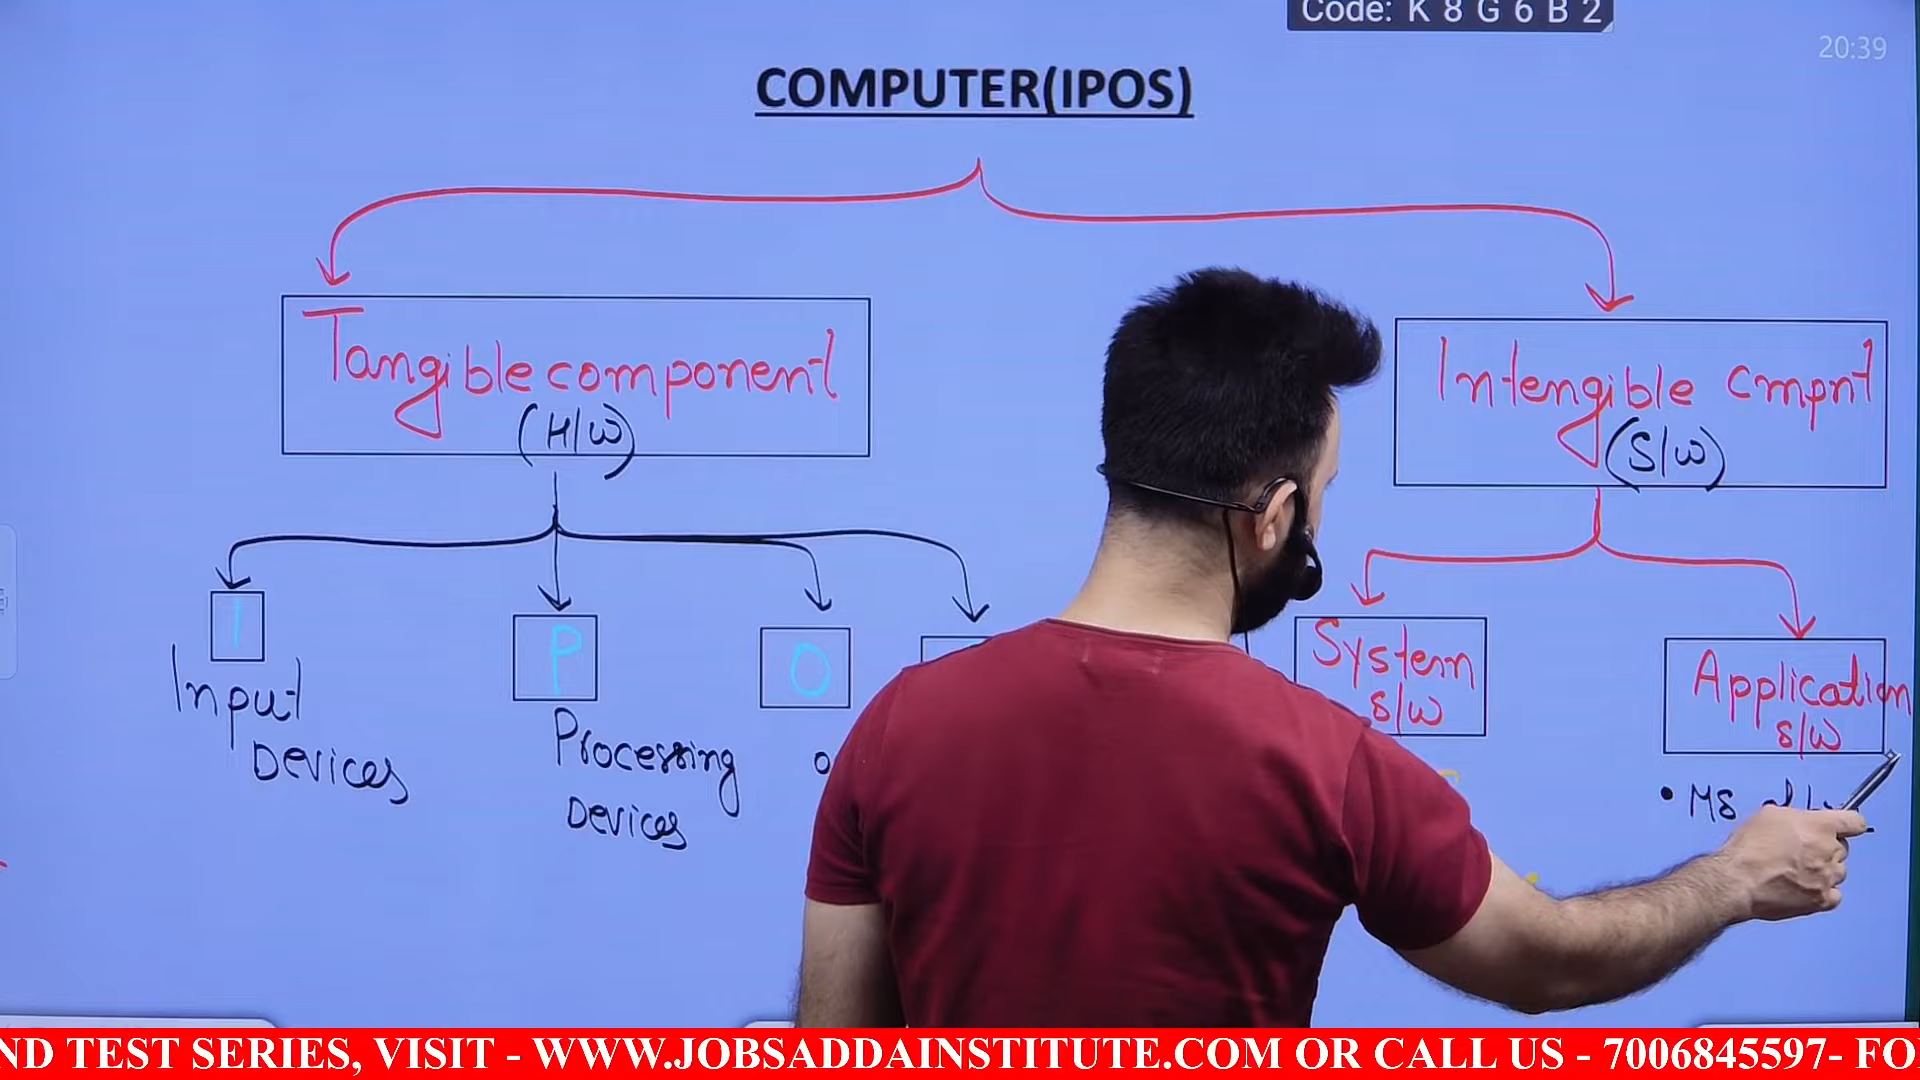 Code: K 8 G 6 B 2
20:39
COMPUTER(IPOS)
Tangible component
(H/W)
Intengible cmpnt
(S/W)
I
P
O
Input
Devices
Processing
Devices
System
S/W
Application
S/W
• MS
ND TEST SERIES, VISIT - WWW.JOBSADDAINSTITUTE.COM OR CALL US - 7006845597- FO